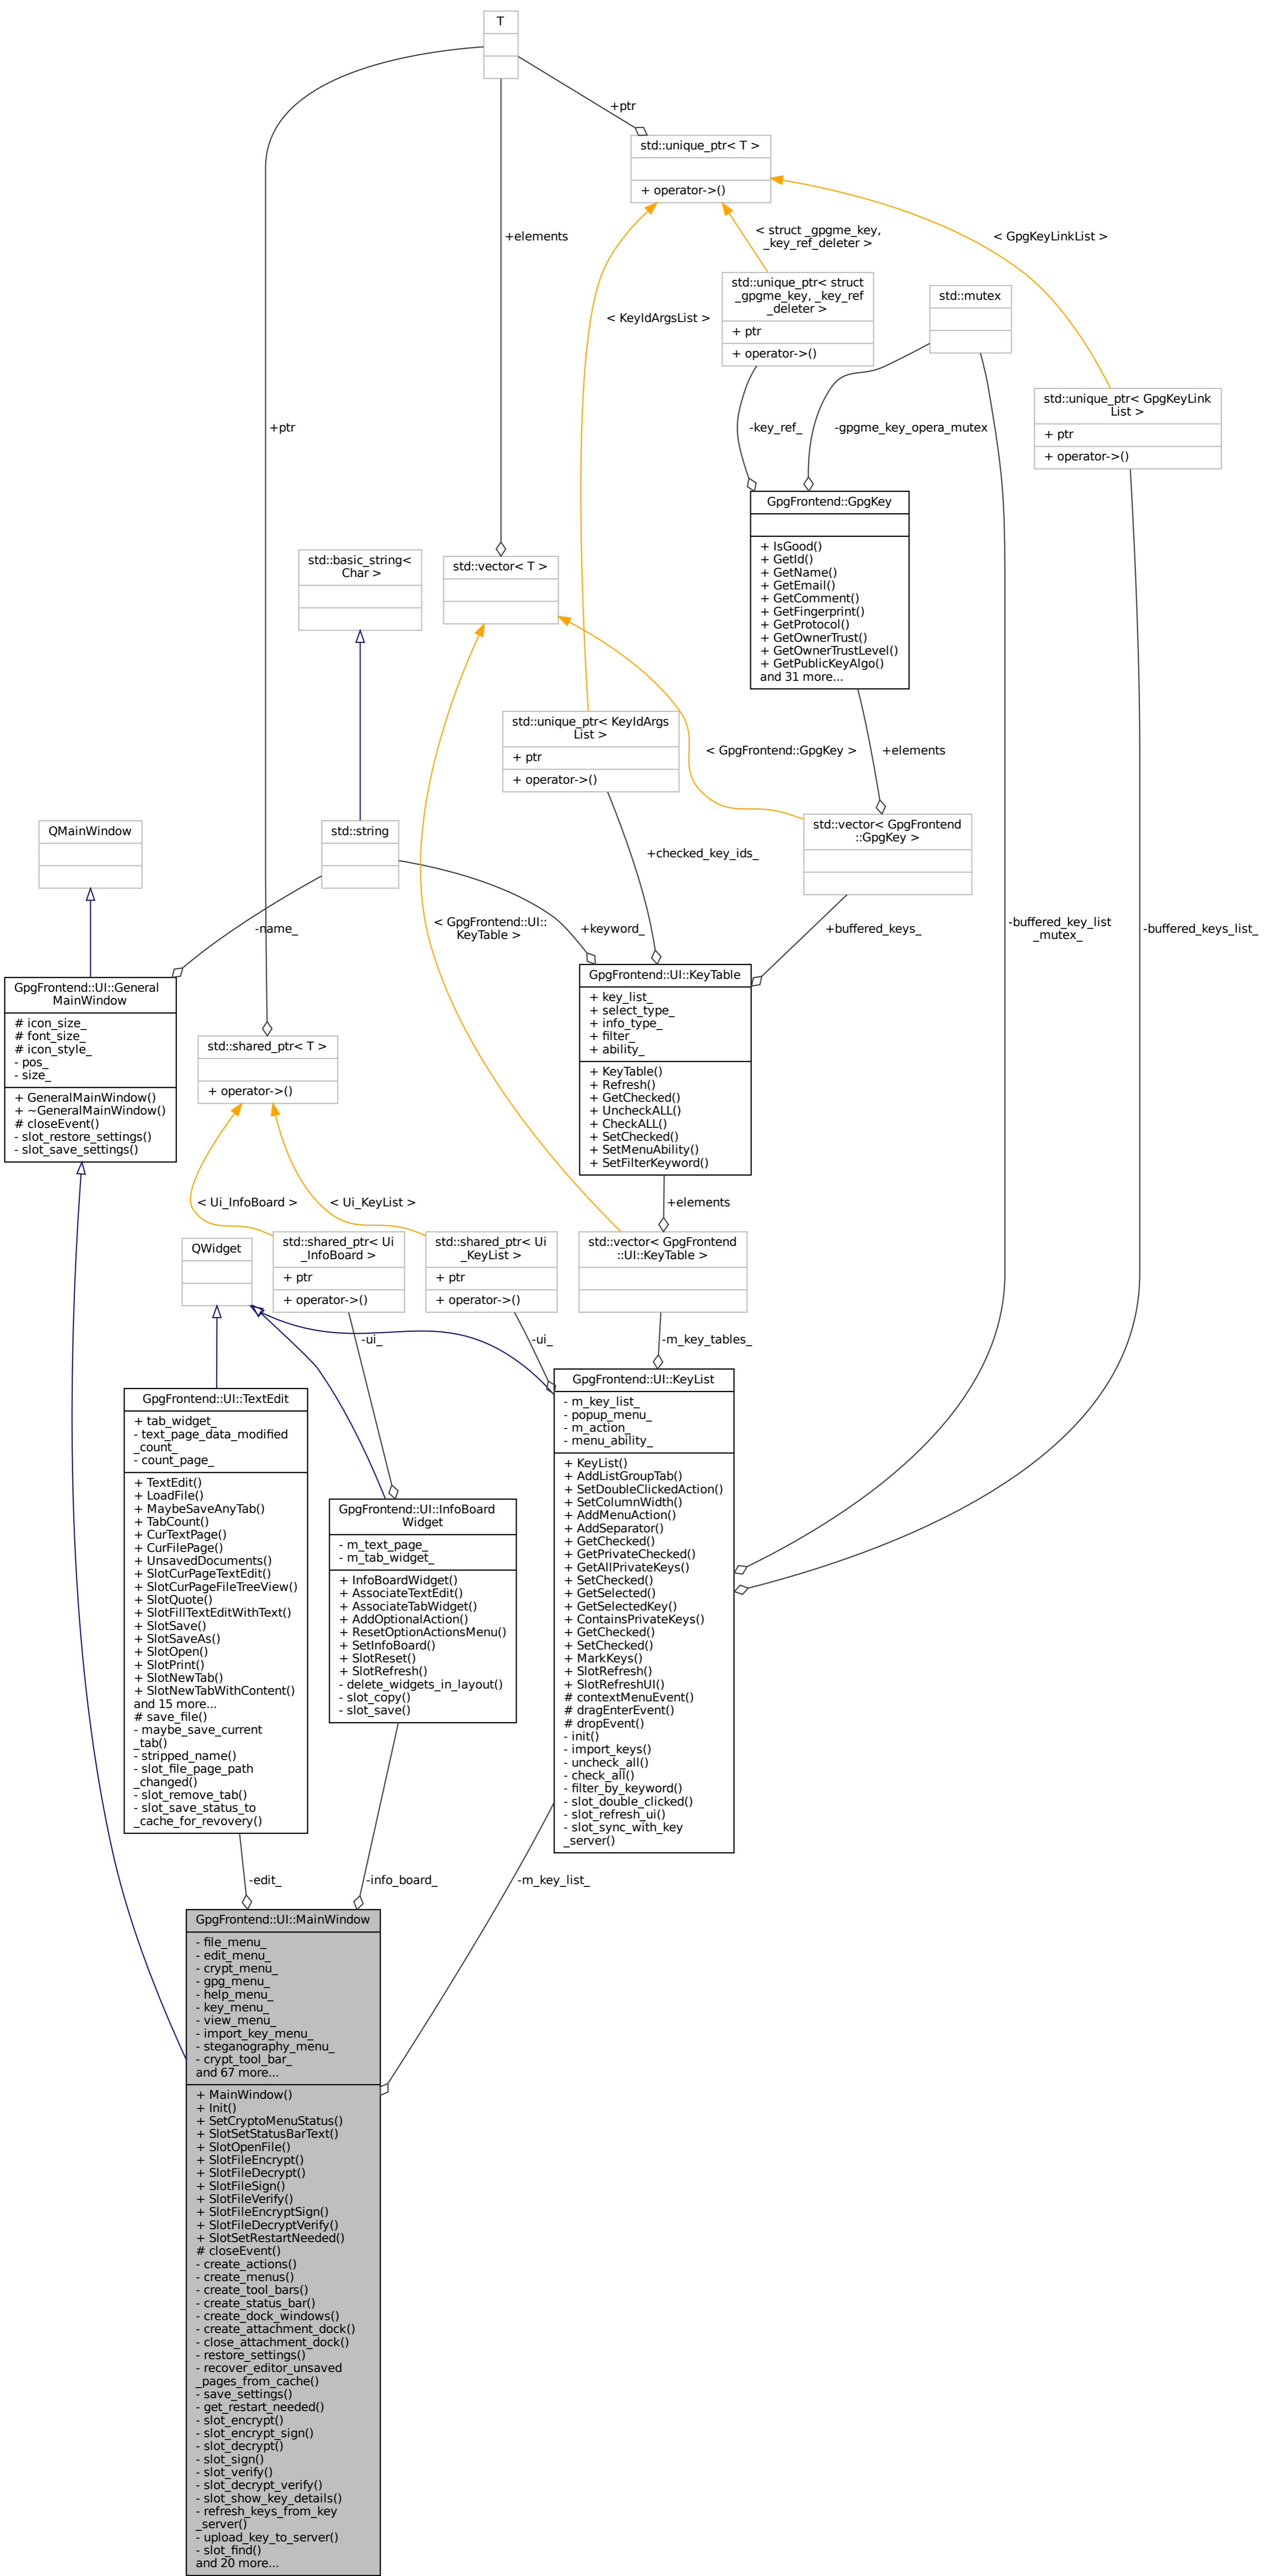 T
+ptr
std::unique_ptr< T >
+ operator->()
+elements
< struct _gpgme_key,
_key_ref_deleter >
< GpgKeyLinkList >
std::unique_ptr< struct
_gpgme_key, _key_ref
_deleter >
+ ptr
+ operator->()
std::mutex
< KeyIdArgsList >
std::unique_ptr< GpgKeyLink
List >
+ ptr
+ operator->()
+ptr
-key_ref_
-gpgme_key_opera_mutex
GpgFrontend::GpgKey
+ IsGood()
+ GetId()
+ GetName()
+ GetEmail()
+ GetComment()
+ GetFingerprint()
+ GetProtocol()
+ GetOwnerTrust()
+ GetOwnerTrustLevel()
+ GetPublicKeyAlgo()
and 31 more...
std::basic_string<
Char >
std::vector< T >
std::unique_ptr< KeyIdArgs
List >
+ ptr
+ operator->()
< GpgFrontend::GpgKey >
+elements
QMainWindow
std::string
std::vector< GpgFrontend
::GpgKey >
+checked_key_ids_
-name_
< GpgFrontend::UI::
KeyTable >
+keyword_
+buffered_keys_
-buffered_key_list
_mutex_
-buffered_keys_list_
GpgFrontend::UI::General
MainWindow
# icon_size_
# font_size_
# icon_style_
- pos_
- size_
+ GeneralMainWindow()
+ ~GeneralMainWindow()
# closeEvent()
- slot_restore_settings()
- slot_save_settings()
std::shared_ptr< T >
+ operator->()
GpgFrontend::UI::KeyTable
+ key_list_
+ select_type_
+ info_type_
+ filter_
+ ability_
+ KeyTable()
+ Refresh()
+ GetChecked()
+ UncheckALL()
+ CheckALL()
+ SetChecked()
+ SetMenuAbility()
+ SetFilterKeyword()
< Ui_InfoBoard >
< Ui_KeyList >
+elements
QWidget
std::shared_ptr< Ui
_InfoBoard >
+ ptr
+ operator->()
std::shared_ptr< Ui
_KeyList >
+ ptr
+ operator->()
std::vector< GpgFrontend
::UI::KeyTable >
-ui_
-ui_
-m_key_tables_
GpgFrontend::UI::TextEdit
+ tab_widget_
- text_page_data_modified
_count_
- count_page_
+ TextEdit()
+ LoadFile()
+ MaybeSaveAnyTab()
+ TabCount()
+ CurTextPage()
+ CurFilePage()
+ UnsavedDocuments()
+ SlotCurPageTextEdit()
+ SlotCurPageFileTreeView()
+ SlotQuote()
+ SlotFillTextEditWithText()
+ SlotSave()
+ SlotSaveAs()
+ SlotOpen()
+ SlotPrint()
+ SlotNewTab()
+ SlotNewTabWithContent()
and 15 more...
# save_file()
- maybe_save_current
_tab()
- stripped_name()
- slot_file_page_path
_changed()
- slot_remove_tab()
- slot_save_status_to
_cache_for_revovery()
GpgFrontend::UI::InfoBoard
Widget
- m_text_page_
- m_tab_widget_
+ InfoBoardWidget()
+ AssociateTextEdit()
+ AssociateTabWidget()
+ AddOptionalAction()
+ ResetOptionActionsMenu()
+ SetInfoBoard()
+ SlotReset()
+ SlotRefresh()
- delete_widgets_in_layout()
- slot_copy()
- slot_save()
GpgFrontend::UI::KeyList
- m_key_list_
- popup_menu_
- m_action_
- menu_ability_
+ KeyList()
+ AddListGroupTab()
+ SetDoubleClickedAction()
+ SetColumnWidth()
+ AddMenuAction()
+ AddSeparator()
+ GetChecked()
+ GetPrivateChecked()
+ GetAllPrivateKeys()
+ SetChecked()
+ GetSelected()
+ GetSelectedKey()
+ ContainsPrivateKeys()
+ GetChecked()
+ SetChecked()
+ MarkKeys()
+ SlotRefresh()
+ SlotRefreshUI()
# contextMenuEvent()
# dragEnterEvent()
# dropEvent()
- init()
- import_keys()
- uncheck_all()
- check_all()
- filter_by_keyword()
- slot_double_clicked()
- slot_refresh_ui()
- slot_sync_with_key
_server()
-edit_
-info_board_
-m_key_list_
GpgFrontend::UI::MainWindow
- file_menu_
- edit_menu_
- crypt_menu_
- gpg_menu_
- help_menu_
- key_menu_
- view_menu_
- import_key_menu_
- steganography_menu_
- crypt_tool_bar_
and 67 more...
+ MainWindow()
+ Init()
+ SetCryptoMenuStatus()
+ SlotSetStatusBarText()
+ SlotOpenFile()
+ SlotFileEncrypt()
+ SlotFileDecrypt()
+ SlotFileSign()
+ SlotFileVerify()
+ SlotFileEncryptSign()
+ SlotFileDecryptVerify()
+ SlotSetRestartNeeded()
# closeEvent()
- create_actions()
- create_menus()
- create_tool_bars()
- create_status_bar()
- create_dock_windows()
- create_attachment_dock()
- close_attachment_dock()
- restore_settings()
- recover_editor_unsaved
_pages_from_cache()
- save_settings()
- get_restart_needed()
- slot_encrypt()
- slot_encrypt_sign()
- slot_decrypt()
- slot_sign()
- slot_verify()
- slot_decrypt_verify()
- slot_show_key_details()
- refresh_keys_from_key
_server()
- upload_key_to_server()
- slot_find()
and 20 more...